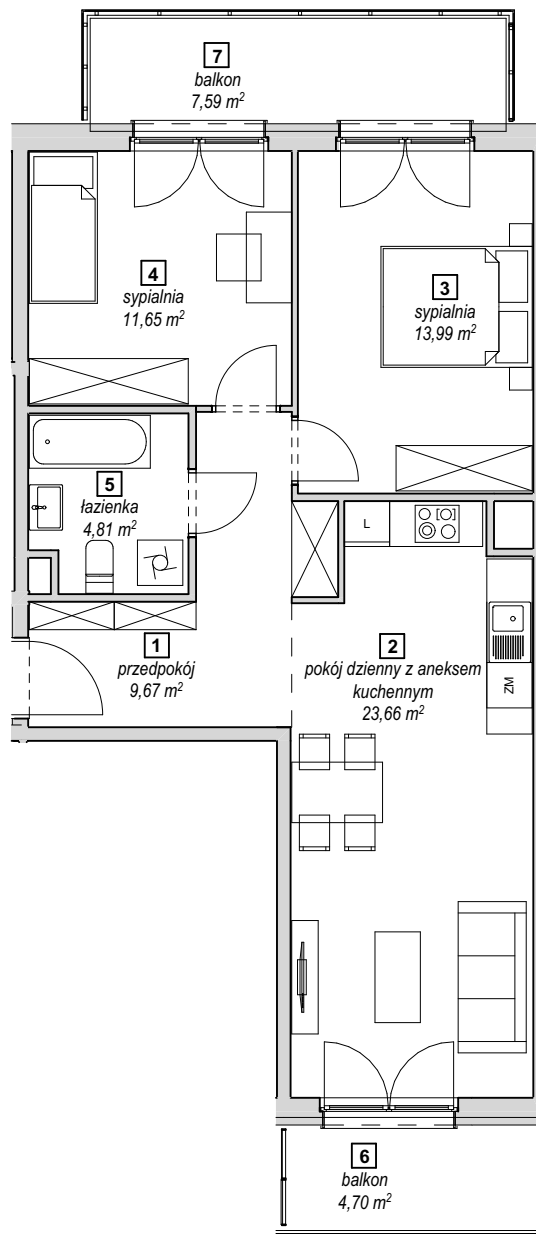 7
balkon
7,59 m²
4
sypialnia
11,65 m²
3
sypialnia
13,99 m²
5
łazienka
4,81 m²
L
1
przedpokój
9,67 m²
2
pokój dzienny z aneksem
kuchennym
23,66 m²
ZM
6
balkon
4,70 m²